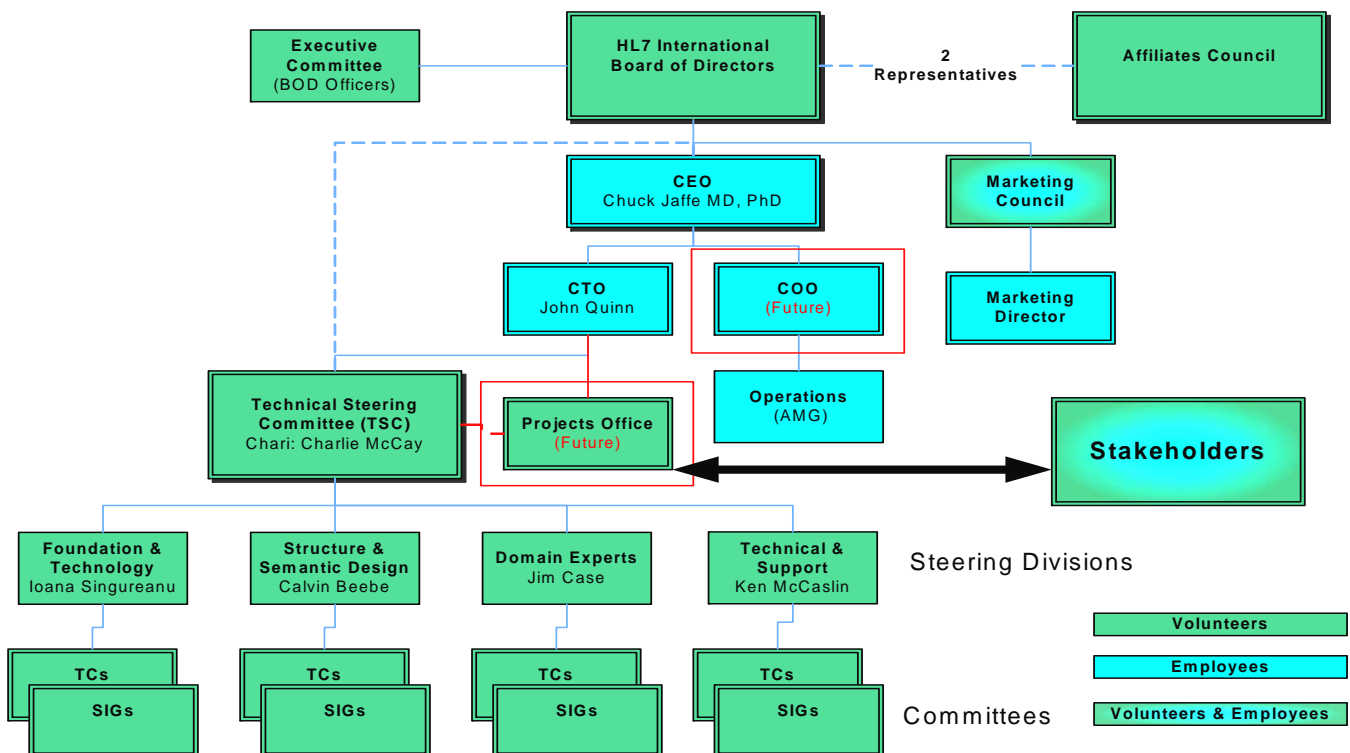 Executive
Committee
(BOD Officers)
HL7 International
Board of Directors
2
Representatives
Affiliates Council
CEO
Chuck Jaffe MD, PhD
Marketing
Council
CTO
John Quinn
COO
(Future)
Marketing
Director
Technical Steering
Committee (TSC)
Chari: Charlie McCay
Projects Office
(Future)
Operations
(AMG)
Stakeholders
Foundation &
Technology
Ioana Singureanu
Structure &
Semantic Design
Calvin Beebe
Domain Experts
Jim Case
Technical &
Support
Ken McCaslin
Steering Divisions
TCs
SIGs
TCs
SIGs
TCs
SIGs
TCs
SIGs
Committees
Volunteers
Employees
Volunteers & Employees